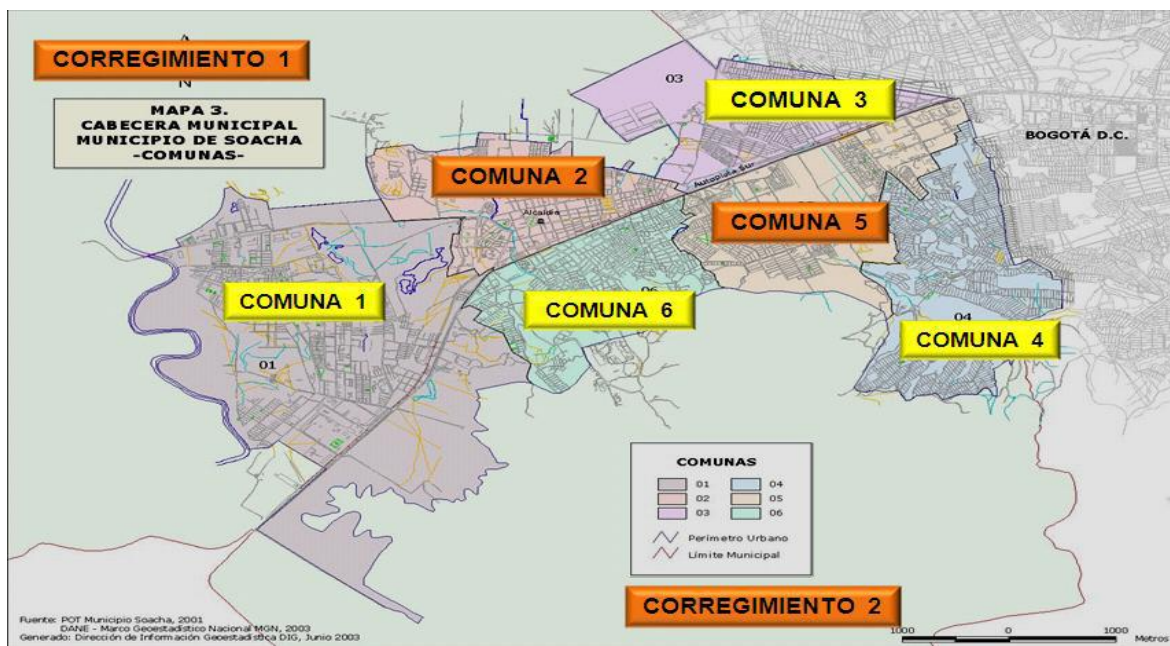 CORREGIMIENTO 1
N
MAPA 3.
CABECERA MUNICIPAL
MUNICIPIO DE SOACHA
-COMUNAS-
03
COMUNA 3
BOGOTÁ D.C.
COMUNA 2
Autopista Sur
Alcaldía
COMUNA 5
COMUNA 1
COMUNA 6
06
04
COMUNA 4
01
COMUNAS
01 04
02 05
03 06
Perímetro Urbano
Límite Municipal
CORREGIMIENTO 2
Fuente: POT Municipio Soacha, 2001
DANE - Marco Geoestadístico Nacional MGN, 2003
Generado: Dirección de Información Geoestadística DIG, Junio 2003
1000 0 1000
Metros